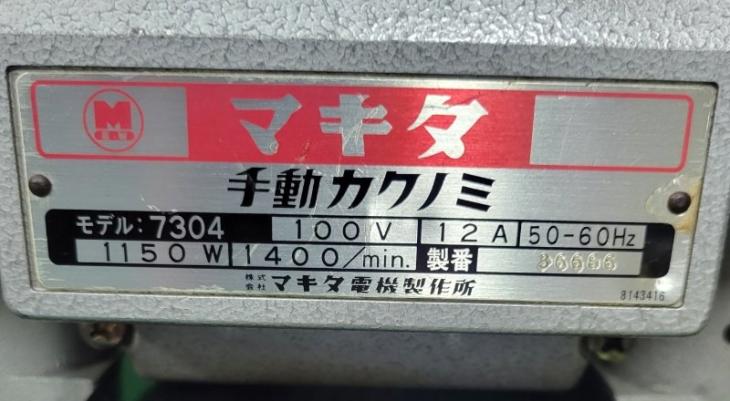 M
マキタ
手動カクノミ
モデル:7304 100V 12A 50-60Hz
1150W 1400/min. 製番
株式会社 マキタ電機製作所
8143416